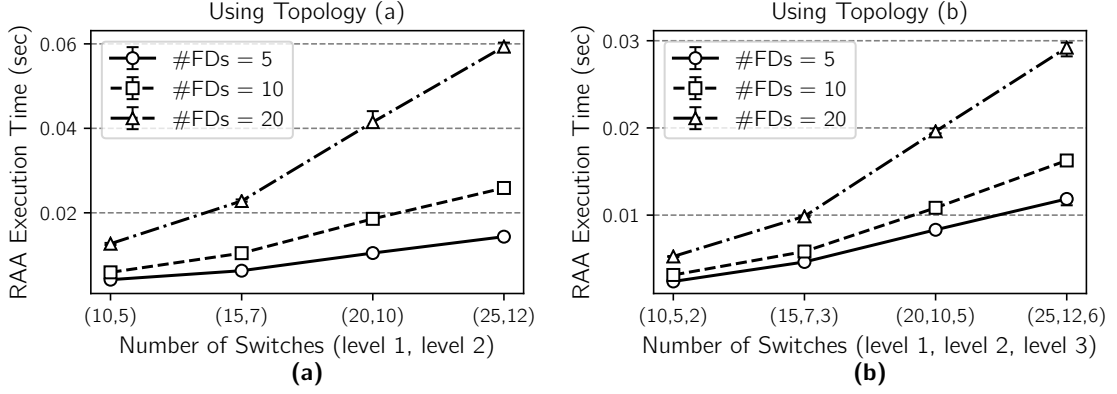 Using Topology (a)
RAA Execution Time (sec)
0.06
0.04
0.02
#FDs = 5
#FDs = 10
#FDs = 20
(10,5)
(15,7)
(20,10)
(25,12)
Number of Switches (level 1, level 2)
(a)
Using Topology (b)
RAA Execution Time (sec)
0.03
0.02
0.01
#FDs = 5
#FDs = 10
#FDs = 20
(10,5,2)
(15,7,3)
(20,10,5)
(25,12,6)
Number of Switches (level 1, level 2, level 3)
(b)